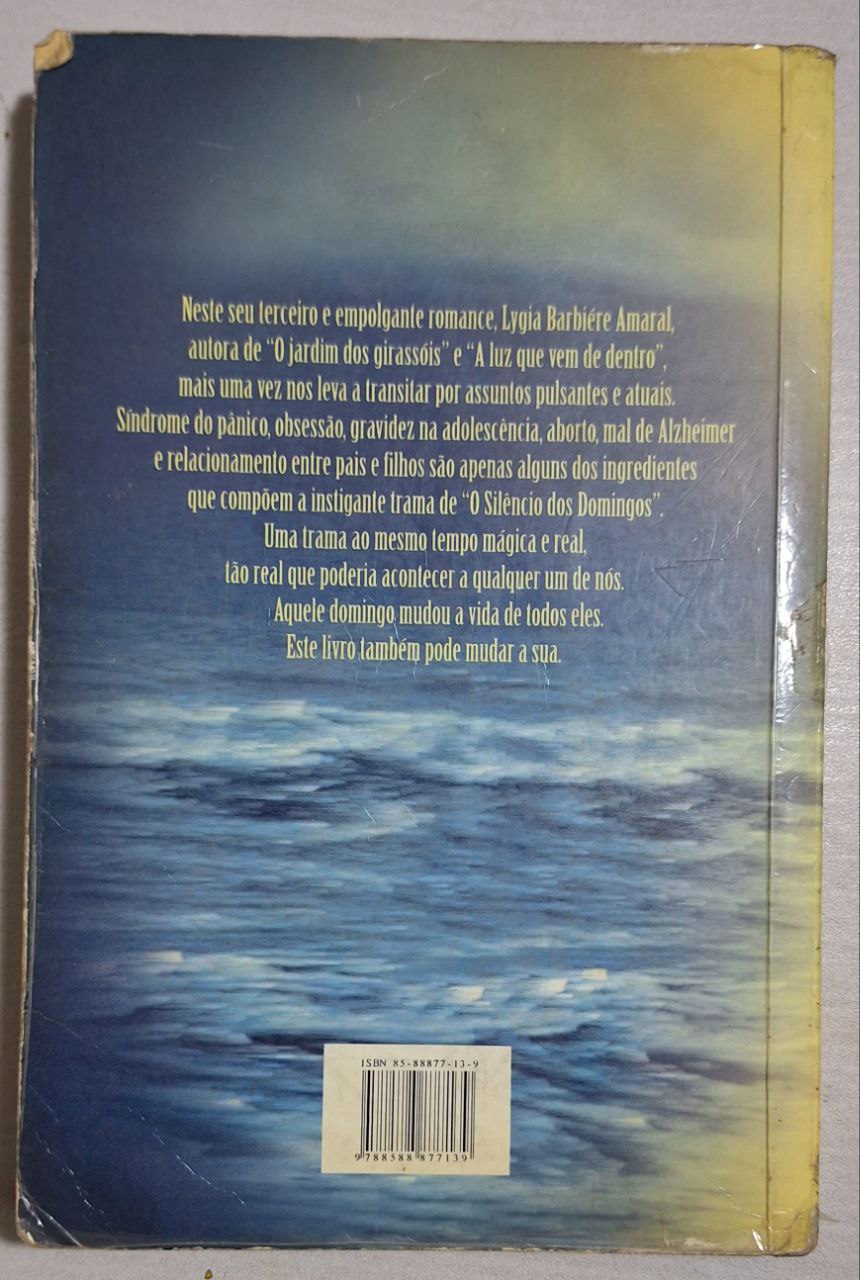 Neste seu terceiro e empolgante romance, Lygia Barbiére Amaral,
autora de "O jardim dos girassóis" e "A luz que vem de dentro",
mais uma vez nos leva a transitar por assuntos pulsantes e atuais.
Síndrome do pânico, obsessão, gravidez na adolescência, aborto, mal de Alzheimer
e relacionamento entre pais e filhos são apenas alguns dos ingredientes
que compõem a instigante trama de "O Silêncio dos Domingos".
Uma trama ao mesmo tempo mágica e real,
tão real que poderia acontecer a qualquer um de nós.
Aquele domingo mudou a vida de todos eles.
Este livro também pode mudar a sua.
ISBN 85-88877-13-9
9788588877139